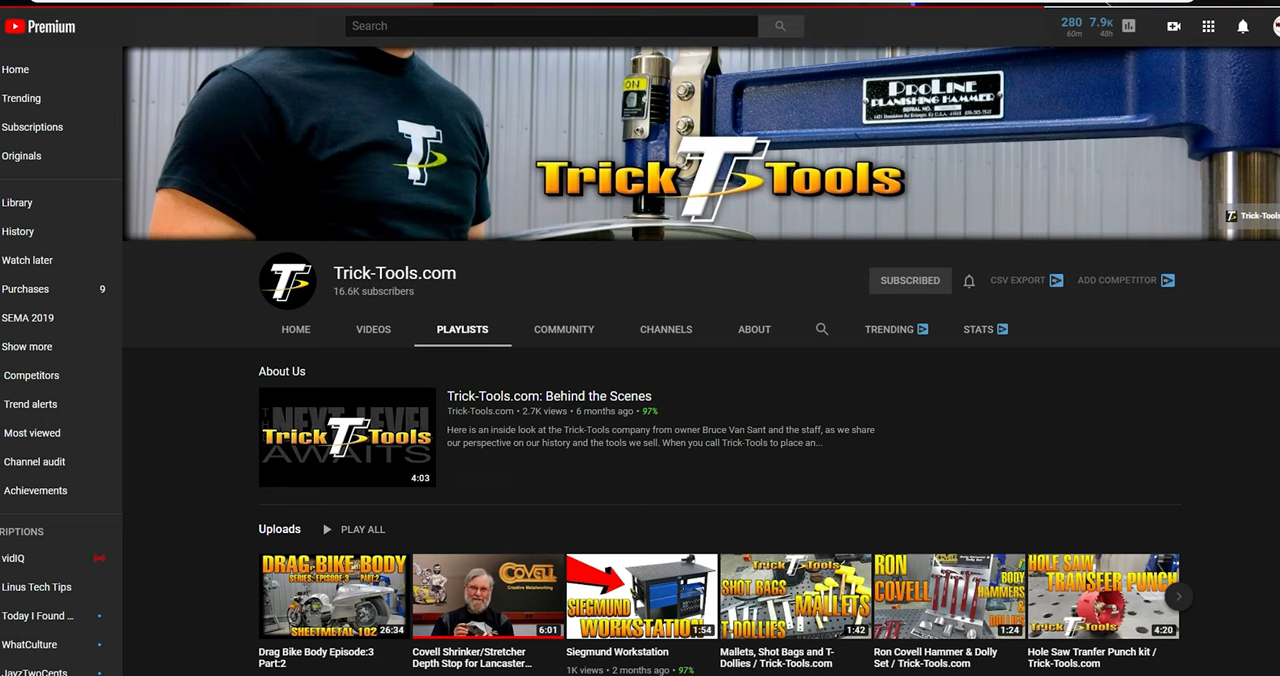 Premium
Search
280 7.9K
60m 48h
Home
Trending
Subscriptions
Originals
Library
History
Watch later
Purchases 9
SEMA 2019
Show more
Competitors
Trend alerts
Most viewed
Channel audit
Achievements
RIPTIONS
vidIQ
Linus Tech Tips
Today I Found ...
WhatCulture
JayzTwoCents
PROLINE
PLANISHING HAMMER
SERIAL NO.
TRICK T TOOLS
Trick-Tools
Trick-Tools.com
16.6K subscribers
SUBSCRIBED
CSV EXPORT
ADD COMPETITOR
HOME VIDEOS PLAYLISTS COMMUNITY CHANNELS ABOUT TRENDING STATS
About Us
THE NEXT LEVEL
TRICK T TOOLS
AWAITS
4:03
Trick-Tools.com: Behind the Scenes
Trick-Tools.com • 2.7K views • 6 months ago • 97%
Here is an inside look at the Trick-Tools company from owner Bruce Van Sant and the staff, as we share
our perspective on our history and the tools we sell. When you call Trick-Tools to place an...
Uploads PLAY ALL
DRAG BIKE BODY
SERIES: EPISODE-3 PART:2
SHEETMETAL 102
26:34
Drag Bike Body Episode:3
Part:2
COVELL
Creative Metalworking
6:01
Covell Shrinker/Stretcher
Depth Stop for Lancaster...
SIEGMUND
WORKSTATION
1:54
Siegmund Workstation
1K views • 2 months ago • 97%
TRICK T TOOLS
SHOT BAGS
MALLETS
T-DOLLIES
1:42
Mallets, Shot Bags and T-
Dollies / Trick-Tools.com
RON
COVELL
BODY
HAMMERS
&
DOLLIES
1:24
Ron Covell Hammer & Dolly
Set / Trick-Tools.com
HOLE SAW
TRANSFER PUNCH
TRICK T TOOLS
4:20
Hole Saw Tranfer Punch kit /
Trick-Tools.com